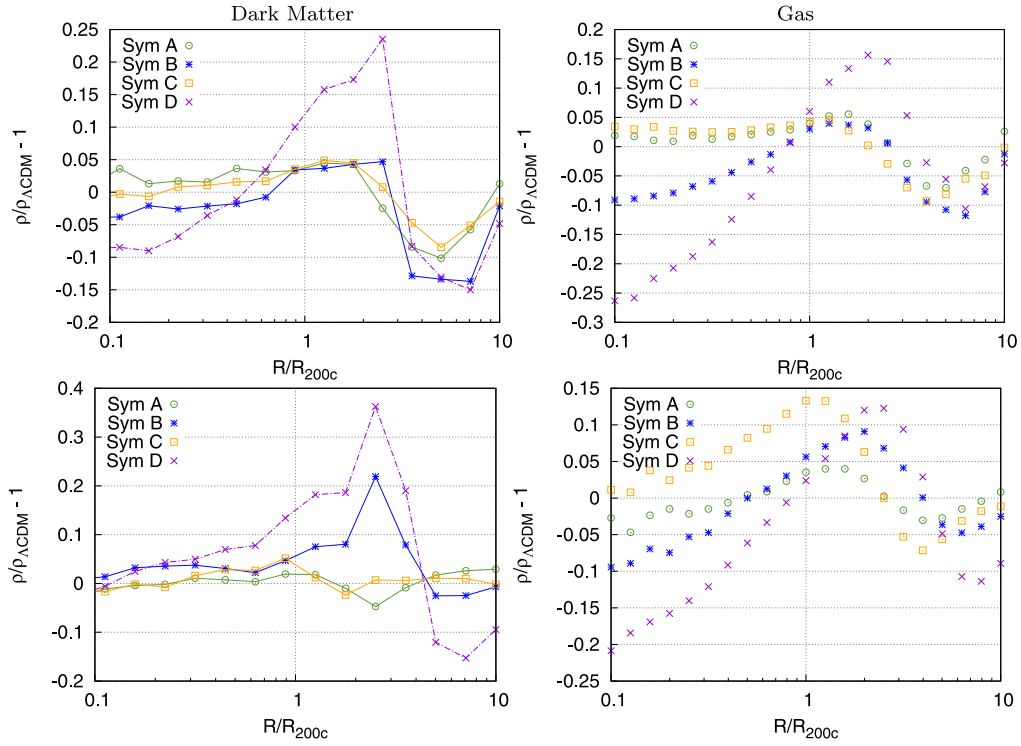 Dark Matter
Gas
0.25
0.2
0.15
0.1
0.05
0
-0.05
-0.1
-0.15
-0.2
Sym A
Sym B
Sym C
Sym D
ρ/ρΛCDM - 1
0.1
1
10
R/R200c
0.25
0.2
0.15
0.1
0.05
0
-0.05
-0.1
-0.15
-0.2
-0.25
-0.3
Sym A
Sym B
Sym C
Sym D
ρ/ρΛCDM - 1
0.1
1
10
R/R200c
0.4
0.3
0.2
0.1
0
-0.1
-0.2
Sym A
Sym B
Sym C
Sym D
ρ/ρΛCDM - 1
0.1
1
10
R/R200c
0.15
0.1
0.05
0
-0.05
-0.1
-0.15
-0.2
-0.25
Sym A
Sym B
Sym C
Sym D
ρ/ρΛCDM - 1
0.1
1
10
R/R200c